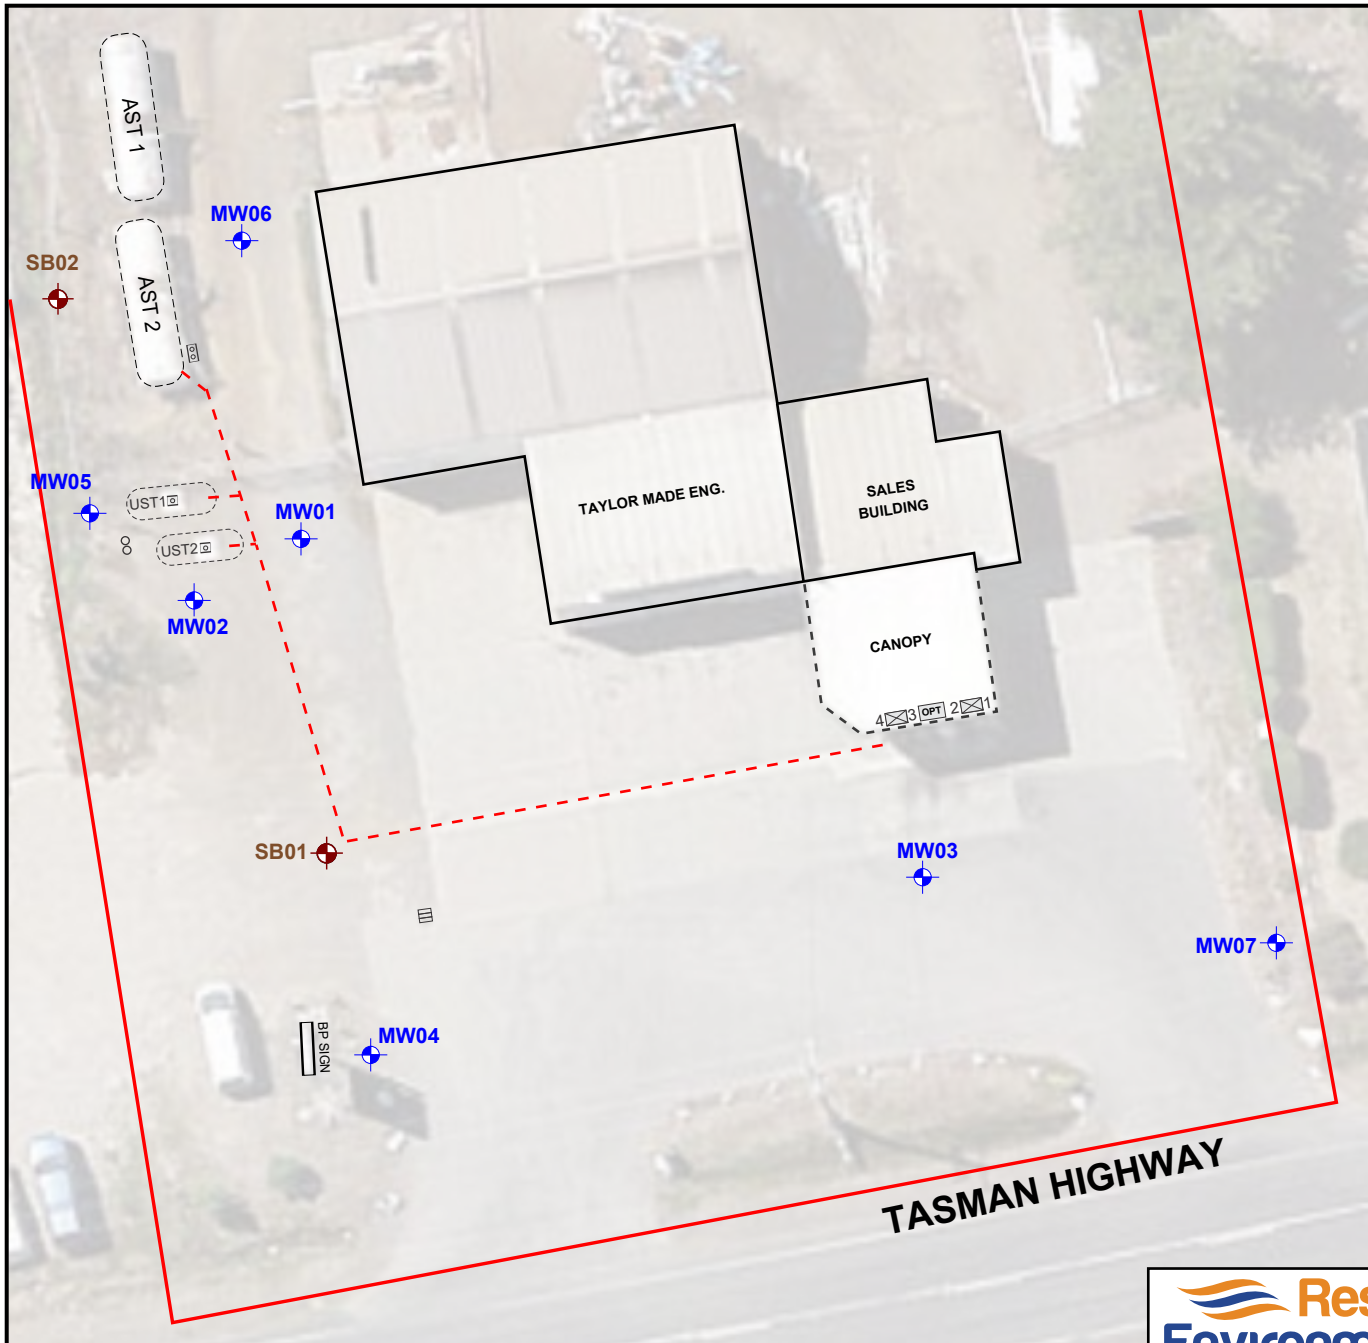 AST 1
MW06
SB02
AST 2
MW05
UST1
MW01
UST2
MW02
TAYLOR MADE ENG.
SALES
BUILDING
CANOPY
4 3 OPT 2 1
SB01
MW03
MW07
BP SIGN
MW04
TASMAN HIGHWAY
Res